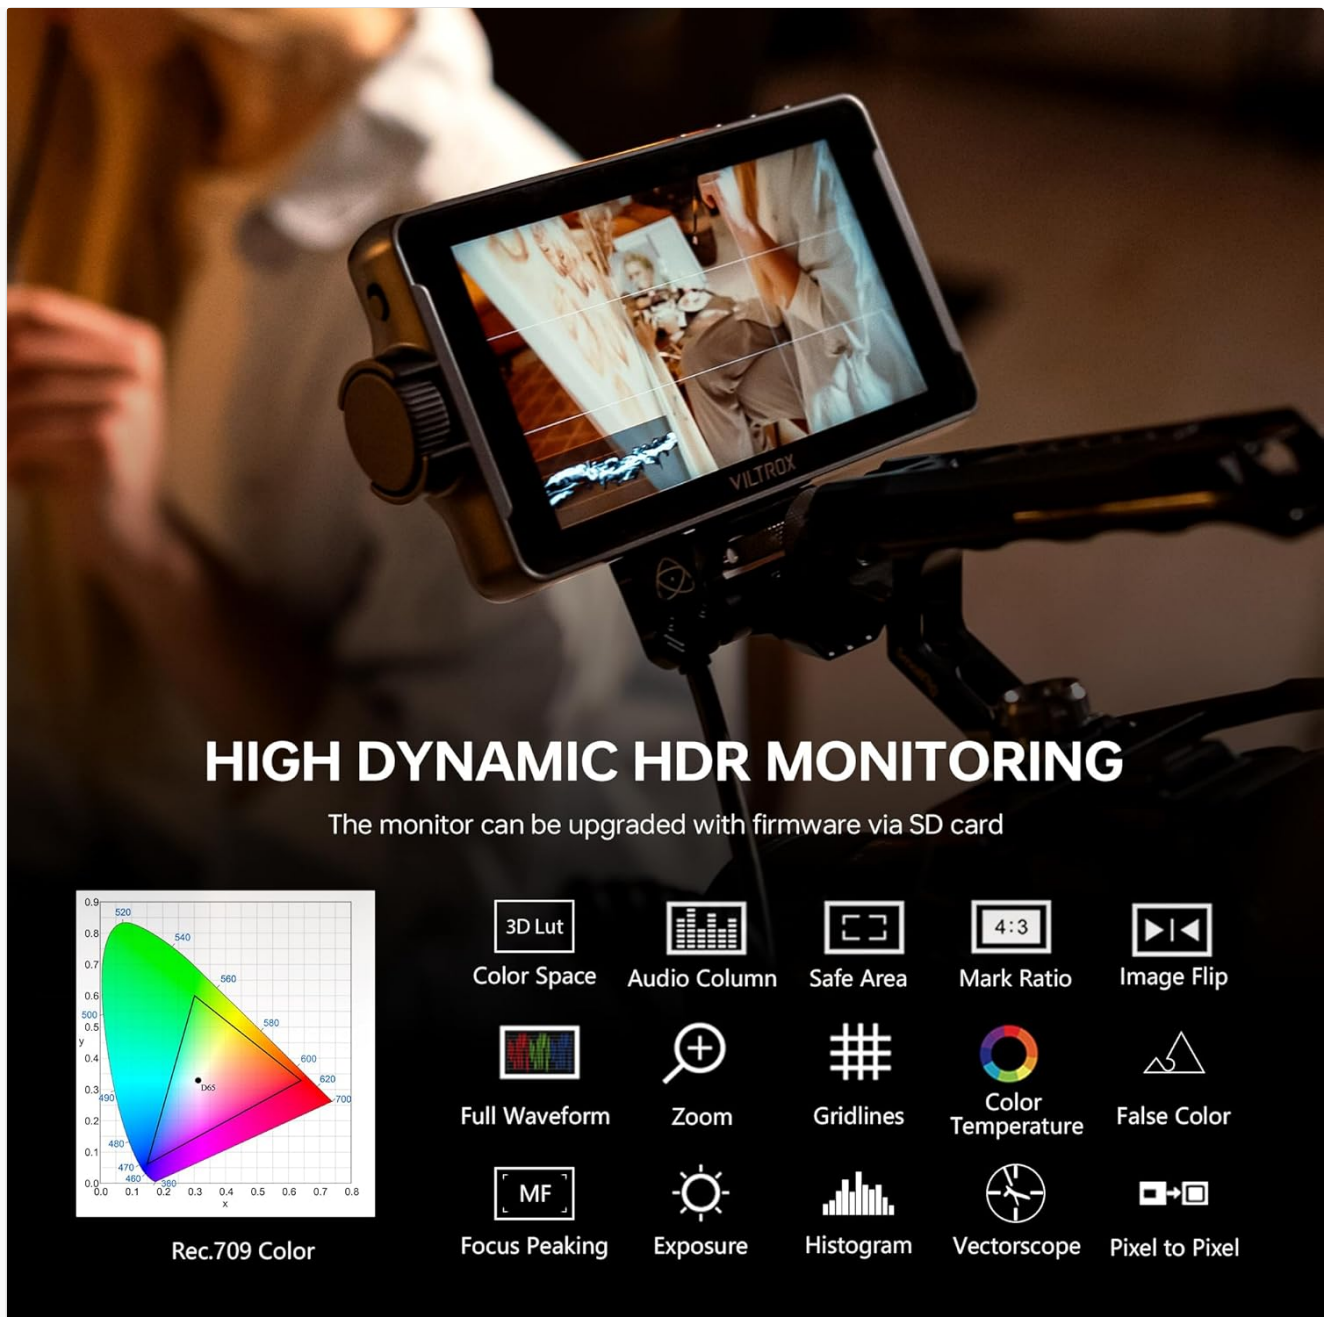 VILTROX
HIGH DYNAMIC HDR MONITORING
The monitor can be upgraded with firmware via SD card
0.9
520
0.8
540
0.7
560
0.6
500
580
0.5
y
0.4
600
620
0.3
D65
490
700
0.2
480
0.1
470
460
380
0.0
0.0 0.1 0.2 0.3 0.4 0.5 0.6 0.7 0.8
x
Rec.709 Color
3D Lut
4:3
Color Space Audio Column Safe Area Mark Ratio Image Flip
Full Waveform Zoom Gridlines Color Temperature False Color
MF
Focus Peaking Exposure Histogram Vectorscope Pixel to Pixel